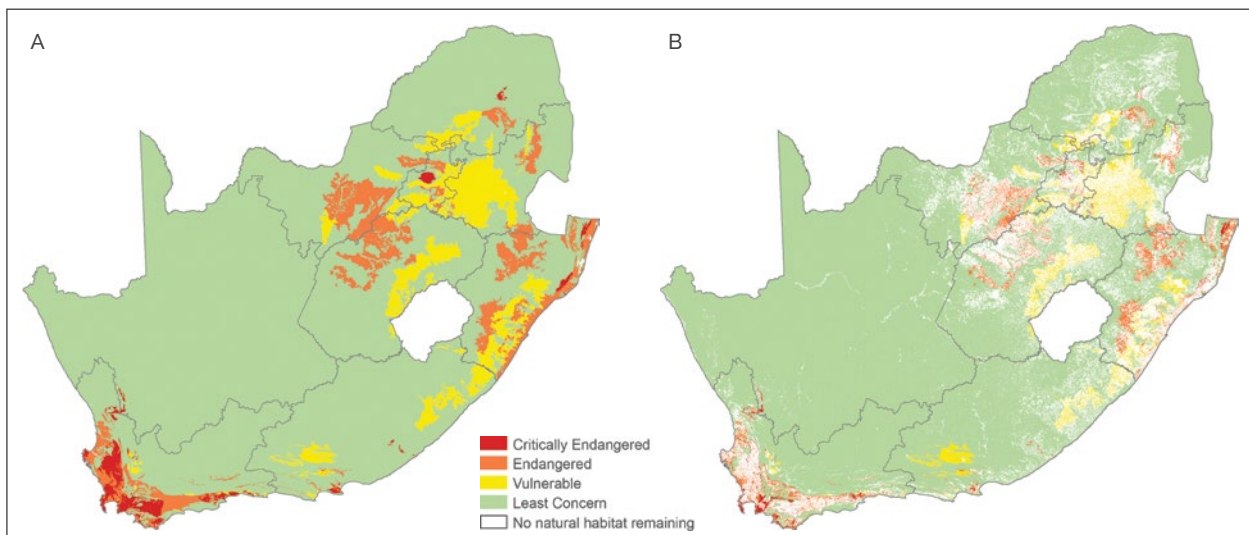 A
B
Critically Endangered
Endangered
Vulnerable
Least Concern
No natural habitat remaining